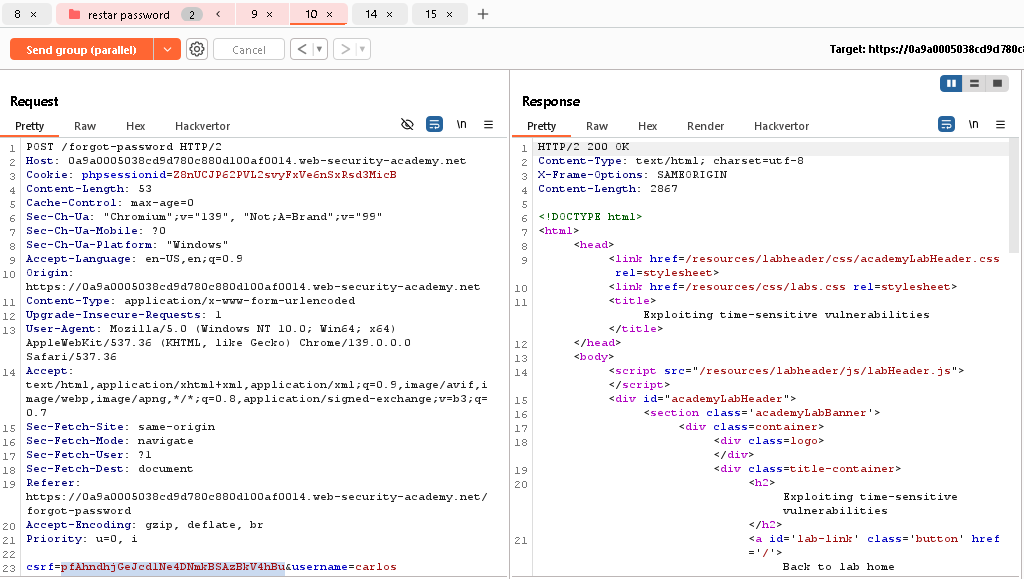 8 ×
restar password 2 <
9 ×
10 ×
14 ×
15 ×
+
Send group (parallel)
Cancel
< ▾
> ▾
Target: https://0a9a0005038cd9d780c8
Request
Pretty Raw Hex Hackvertor
\n
1 POST /forgot-password HTTP/2
2 Host: 0a9a0005038cd9d780c880d100af0014.web-security-academy.net
3 Cookie: phpsessionid=Z8nUCJP62PVL2svyFxVe6nSxRsd3MicB
4 Content-Length: 53
5 Cache-Control: max-age=0
6 Sec-Ch-Ua: "Chromium";v="139", "Not;A=Brand";v="99"
7 Sec-Ch-Ua-Mobile: ?0
8 Sec-Ch-Ua-Platform: "Windows"
9 Accept-Language: en-US,en;q=0.9
10 Origin:
https://0a9a0005038cd9d780c880d100af0014.web-security-academy.net
11 Content-Type: application/x-www-form-urlencoded
12 Upgrade-Insecure-Requests: 1
13 User-Agent: Mozilla/5.0 (Windows NT 10.0; Win64; x64)
AppleWebKit/537.36 (KHTML, like Gecko) Chrome/139.0.0.0
Safari/537.36
14 Accept:
text/html,application/xhtml+xml,application/xml;q=0.9,image/avif,i
mage/webp,image/apng,*/*;q=0.8,application/signed-exchange;v=b3;q=
0.7
15 Sec-Fetch-Site: same-origin
16 Sec-Fetch-Mode: navigate
17 Sec-Fetch-User: ?1
18 Sec-Fetch-Dest: document
19 Referer:
https://0a9a0005038cd9d780c880d100af0014.web-security-academy.net/
forgot-password
20 Accept-Encoding: gzip, deflate, br
21 Priority: u=0, i
22
23 csrf=pfAhndhjGeJcdlNe4DNmkBSAzBkV4hBu&username=carlos
Response
Pretty Raw Hex Render Hackvertor
\n
1 HTTP/2 200 OK
2 Content-Type: text/html; charset=utf-8
3 X-Frame-Options: SAMEORIGIN
4 Content-Length: 2867
5
6 <!DOCTYPE html>
7 <html>
8 <head>
9 <link href=/resources/labheader/css/academyLabHeader.css
rel=stylesheet>
10 <link href=/resources/css/labs.css rel=stylesheet>
11 <title>
Exploiting time-sensitive vulnerabilities
</title>
12 </head>
13 <body>
14 <script src="/resources/labheader/js/labHeader.js">
</script>
15 <div id="academyLabHeader">
16 <section class='academyLabBanner'>
17 <div class=container>
18 <div class=logo>
</div>
19 <div class=title-container>
20 <h2>
Exploiting time-sensitive
vulnerabilities
</h2>
21 <a id='lab-link' class='button' href
='/'>
Back to lab home